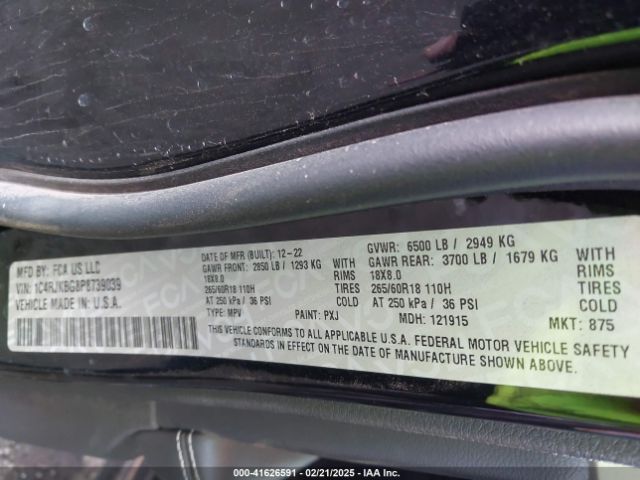 MFD BY: FCA US LLC
DATE OF MFR (BUILT): 12-22
GVWR: 6500 LB / 2949 KG
VIN: 1C4RJKBG8P8739039
GAWR FRONT: 2850 LB / 1293 KG WITH
GAWR REAR: 3700 LB / 1679 KG WITH
VEHICLE MADE IN U.S.A.
18X8.0 RIMS
18X8.0 RIMS
265/60R18 110H TIRES
265/60R18 110H TIRES
AT 250 kPa / 36 PSI COLD
AT 250 kPa / 36 PSI COLD
TYPE: MPV PAINT: PXJ MDH: 121915 MKT: 875
THIS VEHICLE CONFORMS TO ALL APPLICABLE U.S.A. FEDERAL MOTOR VEHICLE SAFETY
STANDARDS IN EFFECT ON THE DATE OF MANUFACTURE SHOWN ABOVE.
000-41626591 - 02/21/2025 - IAA Inc.